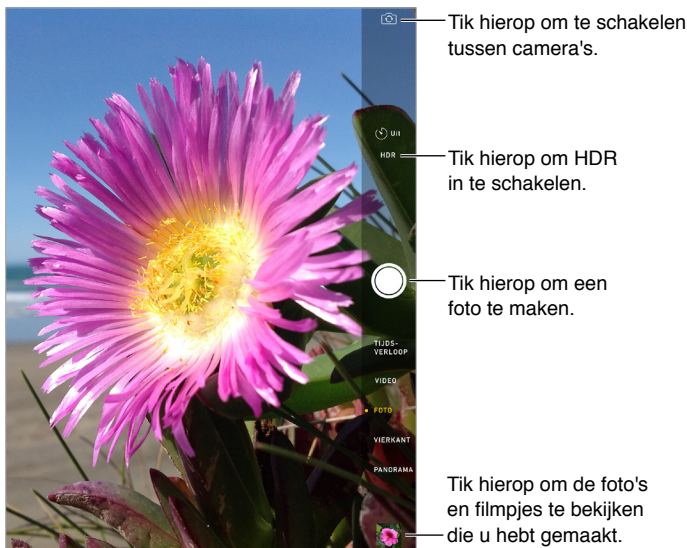 Tik hierop om te schakelen
tussen camera's.
Uit
HDR
Tik hierop om HDR
in te schakelen.
Tik hierop om een
foto te maken.
TIJDS-
VERLOOP
VIDEO
FOTO
VIERKANT
PANORAMA
Tik hierop om de foto's
en filmpjes te bekijken
die u hebt gemaakt.